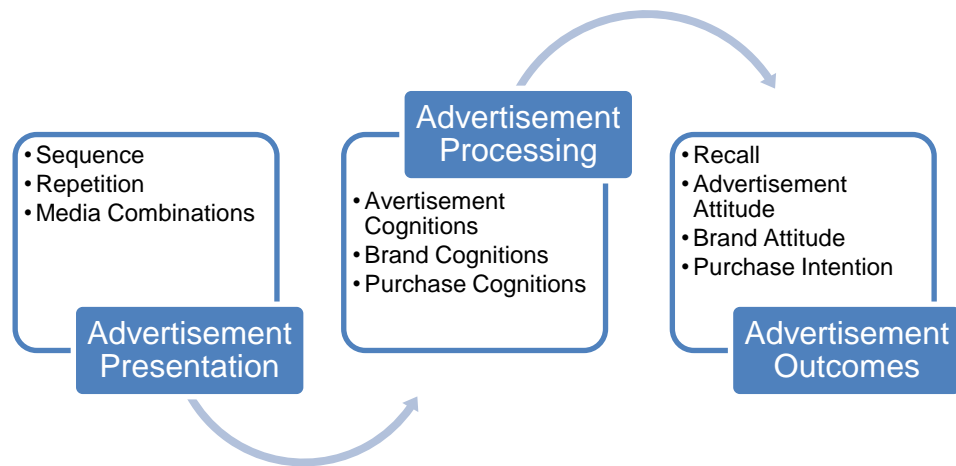 • Sequence
• Repetition
• Media Combinations
Advertisement
Presentation
Advertisement
Processing
• Avertisement
Cognitions
• Brand Cognitions
• Purchase Cognitions
• Recall
• Advertisement
Attitude
• Brand Attitude
• Purchase Intention
Advertisement
Outcomes